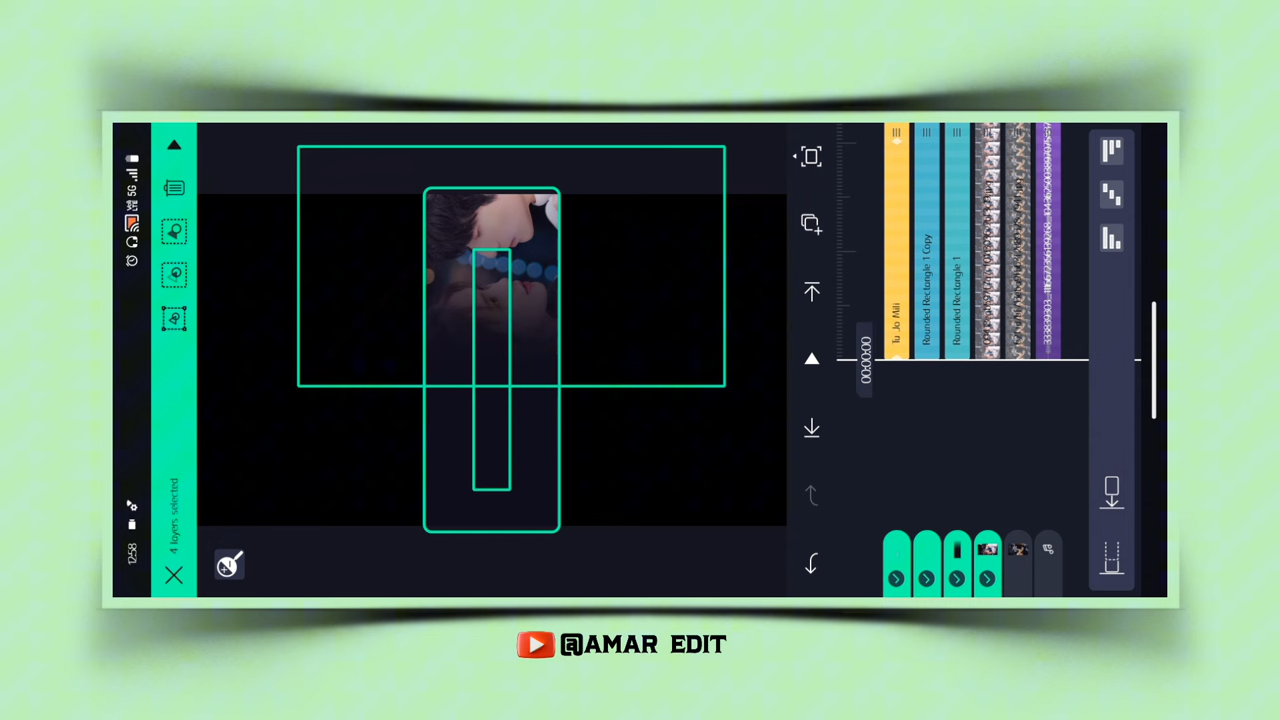 12:58
5G
4 layers selected
00:00:00
Tu Jo Mili
Rounded Rectangle 1 Copy
Rounded Rectangle 1
@AMAR EDIT